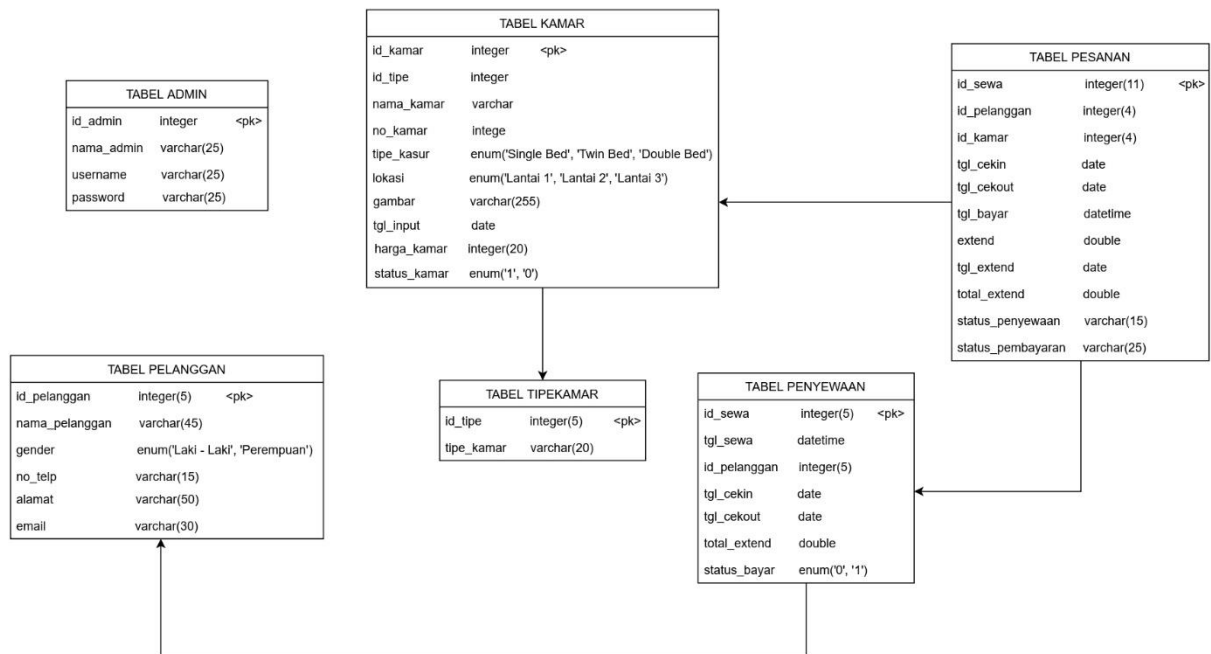 TABEL KAMAR
id_kamar integer <pk>
id_tipe integer
nama_kamar varchar
no_kamar intege
tipe_kasur enum('Single Bed', 'Twin Bed', 'Double Bed')
lokasi enum('Lantai 1', 'Lantai 2', 'Lantai 3')
gambar varchar(255)
tgl_input date
harga_kamar integer(20)
status_kamar enum('1', '0')
TABEL PESANAN
id_sewa integer(11) <pk>
id_pelanggan integer(4)
id_kamar integer(4)
tgl_cekin date
tgl_cekout date
tgl_bayar datetime
extend double
tgl_extend date
total_extend double
status_penyewaan varchar(15)
status_pembayaran varchar(25)
TABEL ADMIN
id_admin integer <pk>
nama_admin varchar(25)
username varchar(25)
password varchar(25)
TABEL PELANGGAN
id_pelanggan integer(5) <pk>
nama_pelanggan varchar(45)
gender enum('Laki - Laki', 'Perempuan')
no_telp varchar(15)
alamat varchar(50)
email varchar(30)
TABEL TIPEKAMAR
id_tipe integer(5) <pk>
tipe_kamar varchar(20)
TABEL PENYEWAAN
id_sewa integer(5) <pk>
tgl_sewa datetime
id_pelanggan integer(5)
tgl_cekin date
tgl_cekout date
total_extend double
status_bayar enum('0', '1')